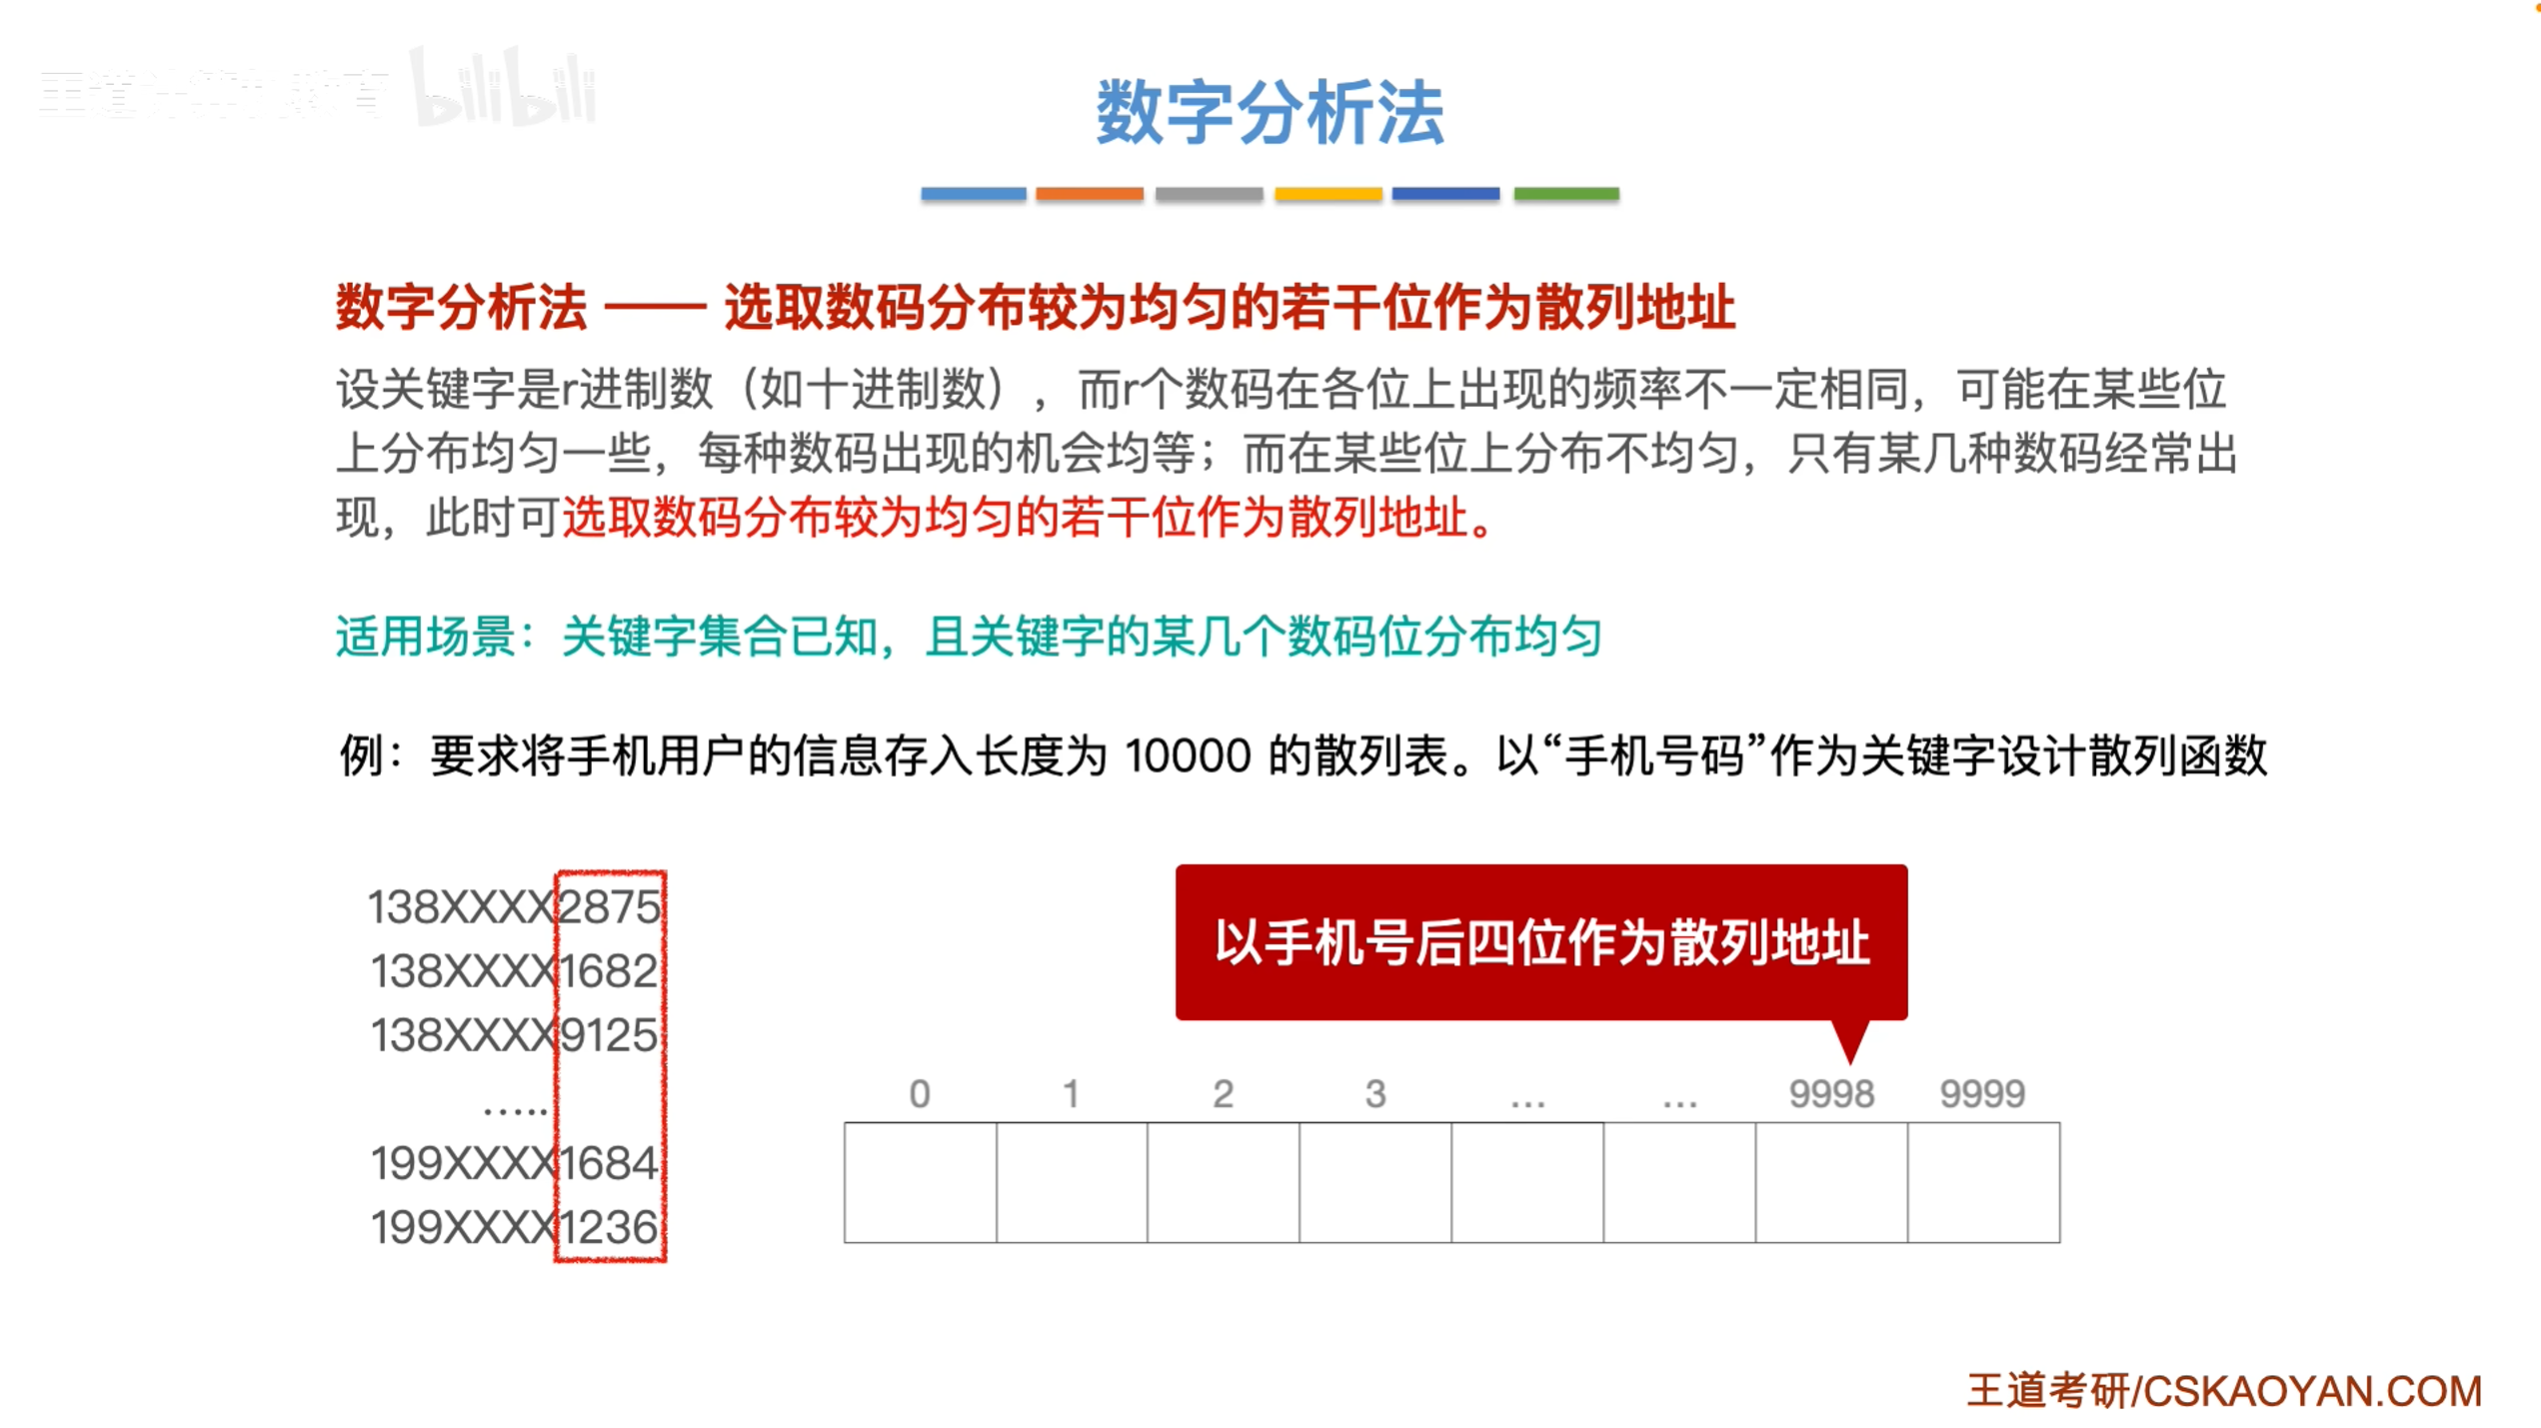 王道计算机教育 bilibili
数字分析法
数字分析法 —— 选取数码分布较为均匀的若干位作为散列地址
设关键字是r进制数（如十进制数），而r个数码在各位上出现的频率不一定相同，可能在某些位
上分布均匀一些，每种数码出现的机会均等；而在某些位上分布不均匀，只有某几种数码经常出
现，此时可选取数码分布较为均匀的若干位作为散列地址。
适用场景：关键字集合已知，且关键字的某几个数码位分布均匀
例：要求将手机用户的信息存入长度为 10000 的散列表。以“手机号码”作为关键字设计散列函数
138XXXX2875
138XXXX1682
138XXXX9125
.....
199XXXX1684
199XXXX1236
以手机号后四位作为散列地址
0 1 2 3 ... ... 9998 9999
王道考研/CSKAOYAN.COM